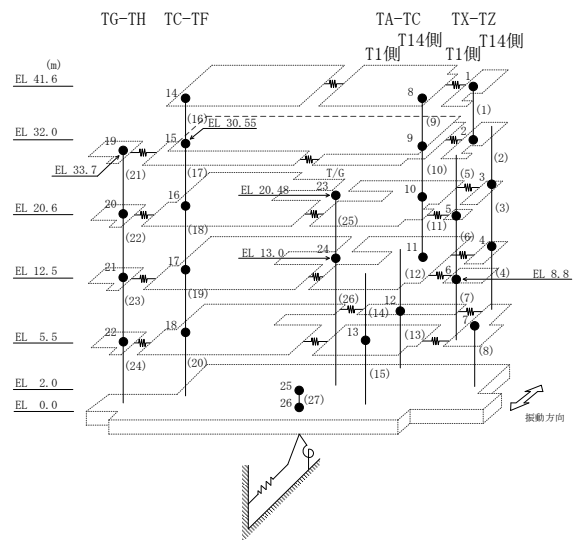 TG-TH TC-TF TA-TC TX-TZ
T14側 T14側
T1側 T1側
(m)
EL 41.6
14 8 1
(16) (9) (1)
EL 32.0
19 15 EL 30.55 9 2
EL 33.7
(21) (17) (10) (2)
T/G
EL 20.48 23 (5) 3
16 10
EL 20.6
20 (11) 5 (3)
(22) (18) (25)
EL 13.0 24 (6) 4
17 11
EL 12.5
21 (12) 6 (4) EL 8.8
(23) (19)
(26) 12 (7)
(14)
18 13 (13) 7
EL 5.5
22 (8)
(24) (20) (15)
EL 2.0
25
EL 0.0
26 (27)
振動方向